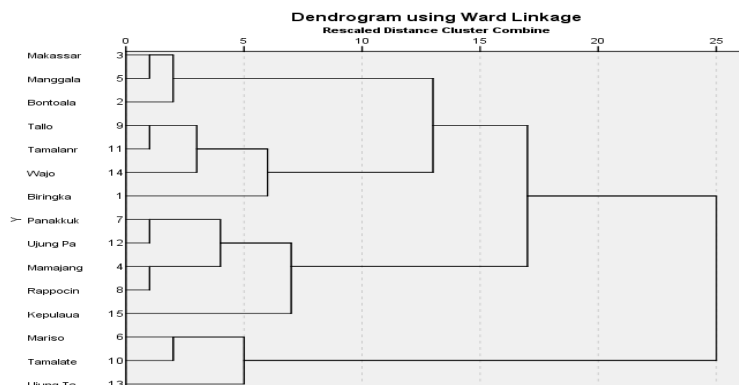 Dendrogram using Ward Linkage
Rescaled Distance Cluster Combine
0 5 10 15 20 25
Makassar 3
Manggala 5
Bontoala 2
Tallo 9
Tamalanr 11
Wajo 14
Biringka 1
Y
Panakkuk 7
Ujung Pa 12
Mamajang 4
Rappocin 8
Kepulaua 15
Mariso 6
Tamalate 10
Ujung Ta 13